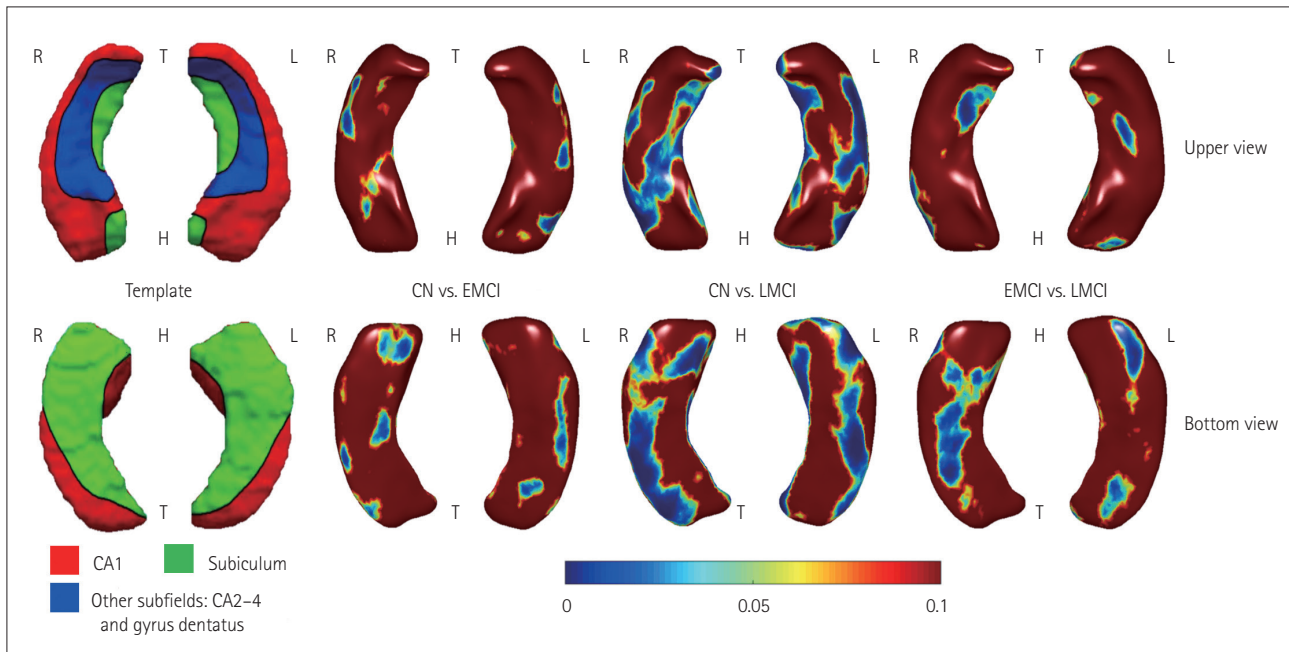 R T L R T L R T L R T L
Upper view
H H H H
Template CN vs. EMCI CN vs. LMCI EMCI vs. LMCI
R H L R H L R H L R H L
Bottom view
T T T T
CA1 Subiculum
Other subfields: CA2–4
and gyrus dentatus
0 0.05 0.1